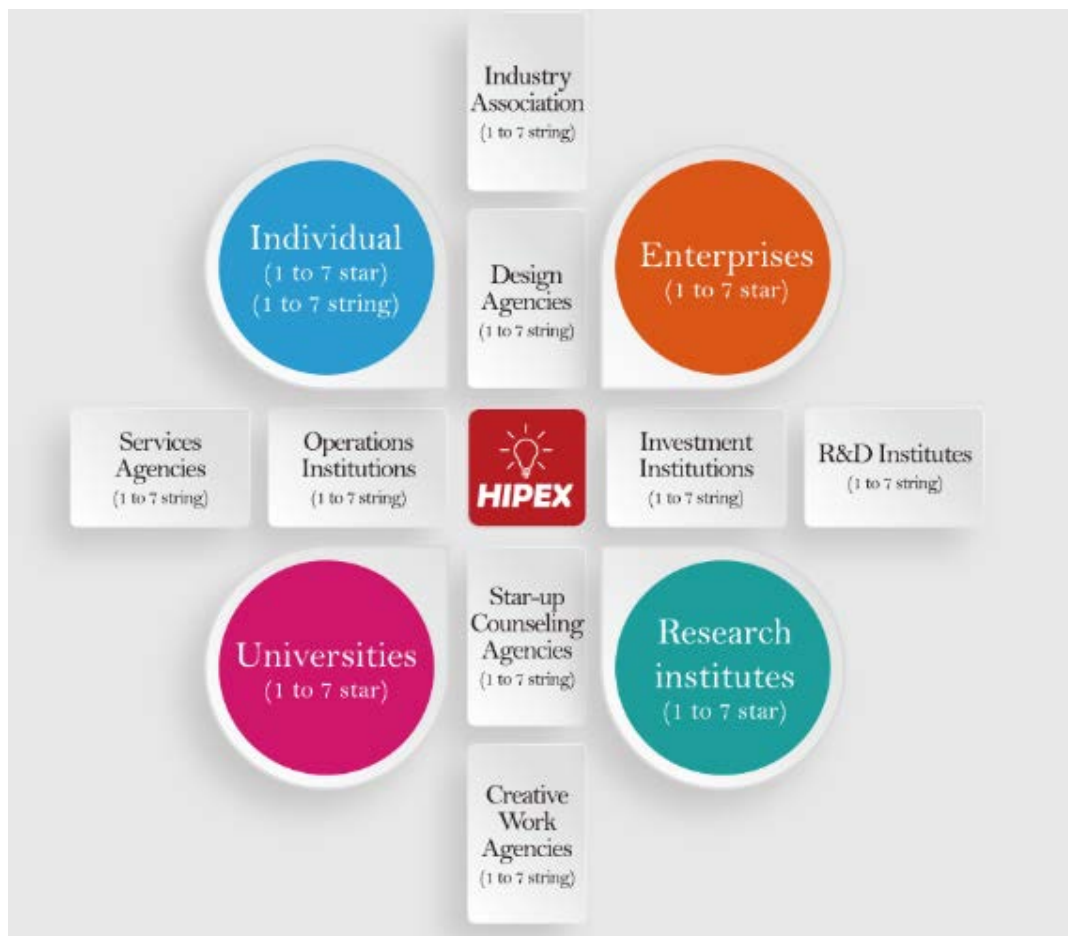 Industry
Association
(1 to 7 string)
Individual
(1 to 7 star)
(1 to 7 string)
Design
Agencies
(1 to 7 string)
Enterprises
(1 to 7 star)
Services
Agencies
(1 to 7 string)
Operations
Institutions
(1 to 7 string)
HIPEX
Investment
Institutions
(1 to 7 string)
R&D Institutes
(1 to 7 string)
Universities
(1 to 7 star)
Star-up
Counseling
Agencies
(1 to 7 string)
Research
institutes
(1 to 7 star)
Creative
Work
Agencies
(1 to 7 string)